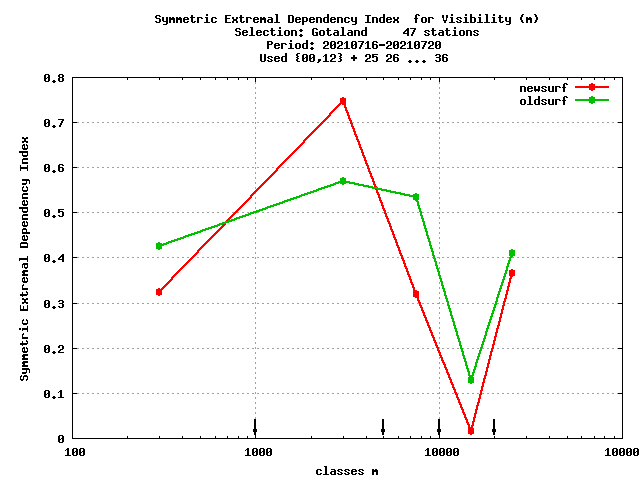 Symmetric Extremal Dependency Index  for Visibility (m)
Selection: Gotaland     47 stations
Period: 20210716-20210720
Used {00,12} + 25 26 ... 36
newsurf
oldsurf
Symmetric Extremal Dependency Index
0.8
0.7
0.6
0.5
0.4
0.3
0.2
0.1
0
100
1000
10000
10000
classes m